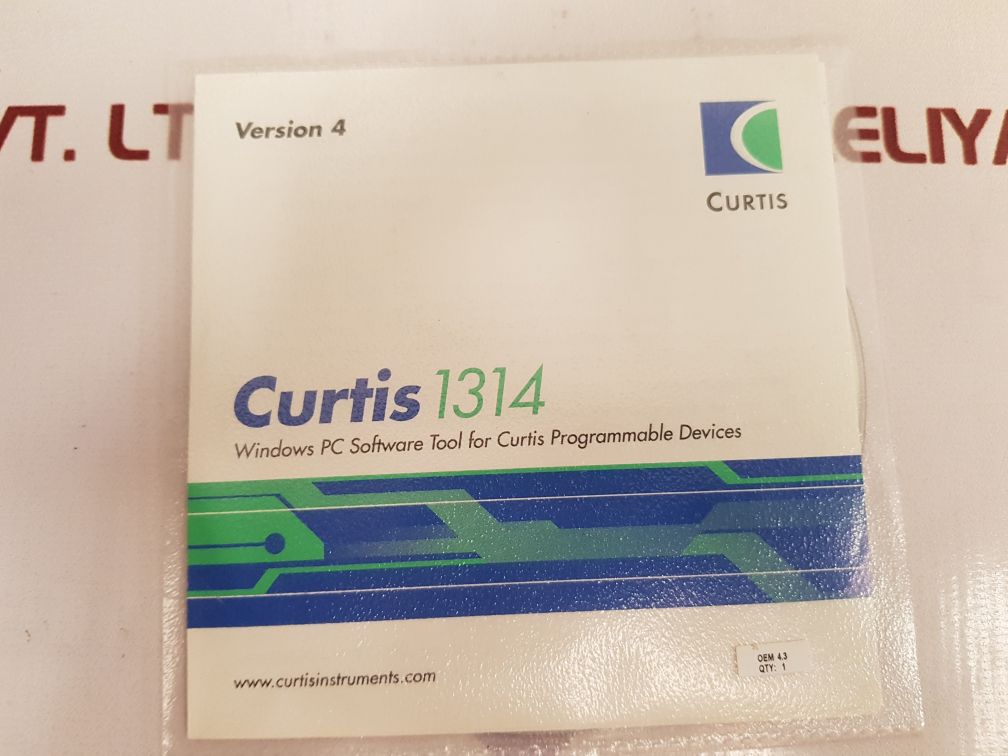 VT. LT
ELIYA
Version 4
CURTIS
Curtis 1314
Windows PC Software Tool for Curtis Programmable Devices
www.curtisinstruments.com
OEM 4.3
QTY: 1